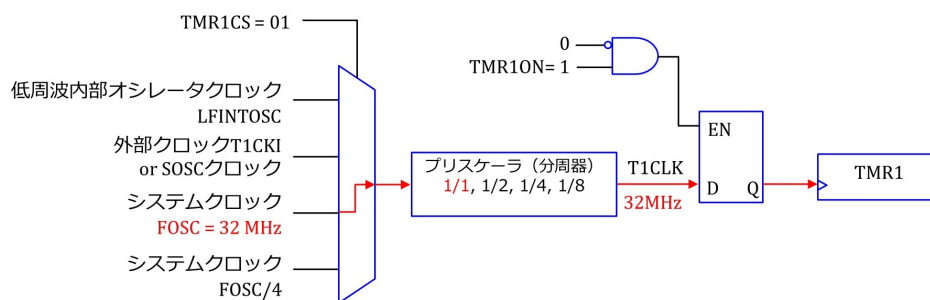 TMR1CS = 01
0
TMR1ON= 1
低周波内部オシレータクロック
LFINTOSC
外部クロックT1CKI
or SOSCクロック
システムクロック
FOSC = 32 MHz
システムクロック
FOSC/4
プリスケーラ（分周器）
1/1, 1/2, 1/4, 1/8
T1CLK
32MHz
EN
D
Q
TMR1